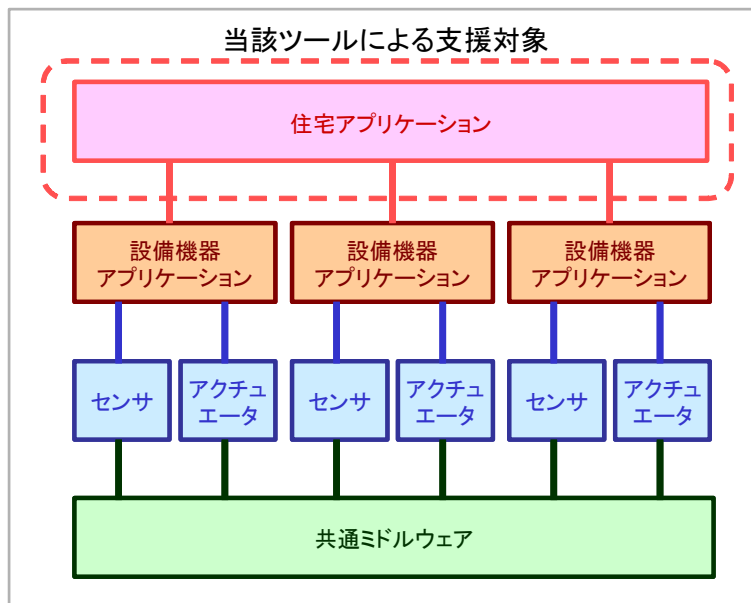 当該ツールによる支援対象
住宅アプリケーション
設備機器
アプリケーション
設備機器
アプリケーション
設備機器
アプリケーション
センサ
アクチュ
エータ
センサ
アクチュ
エータ
センサ
アクチュ
エータ
共通ミドルウェア